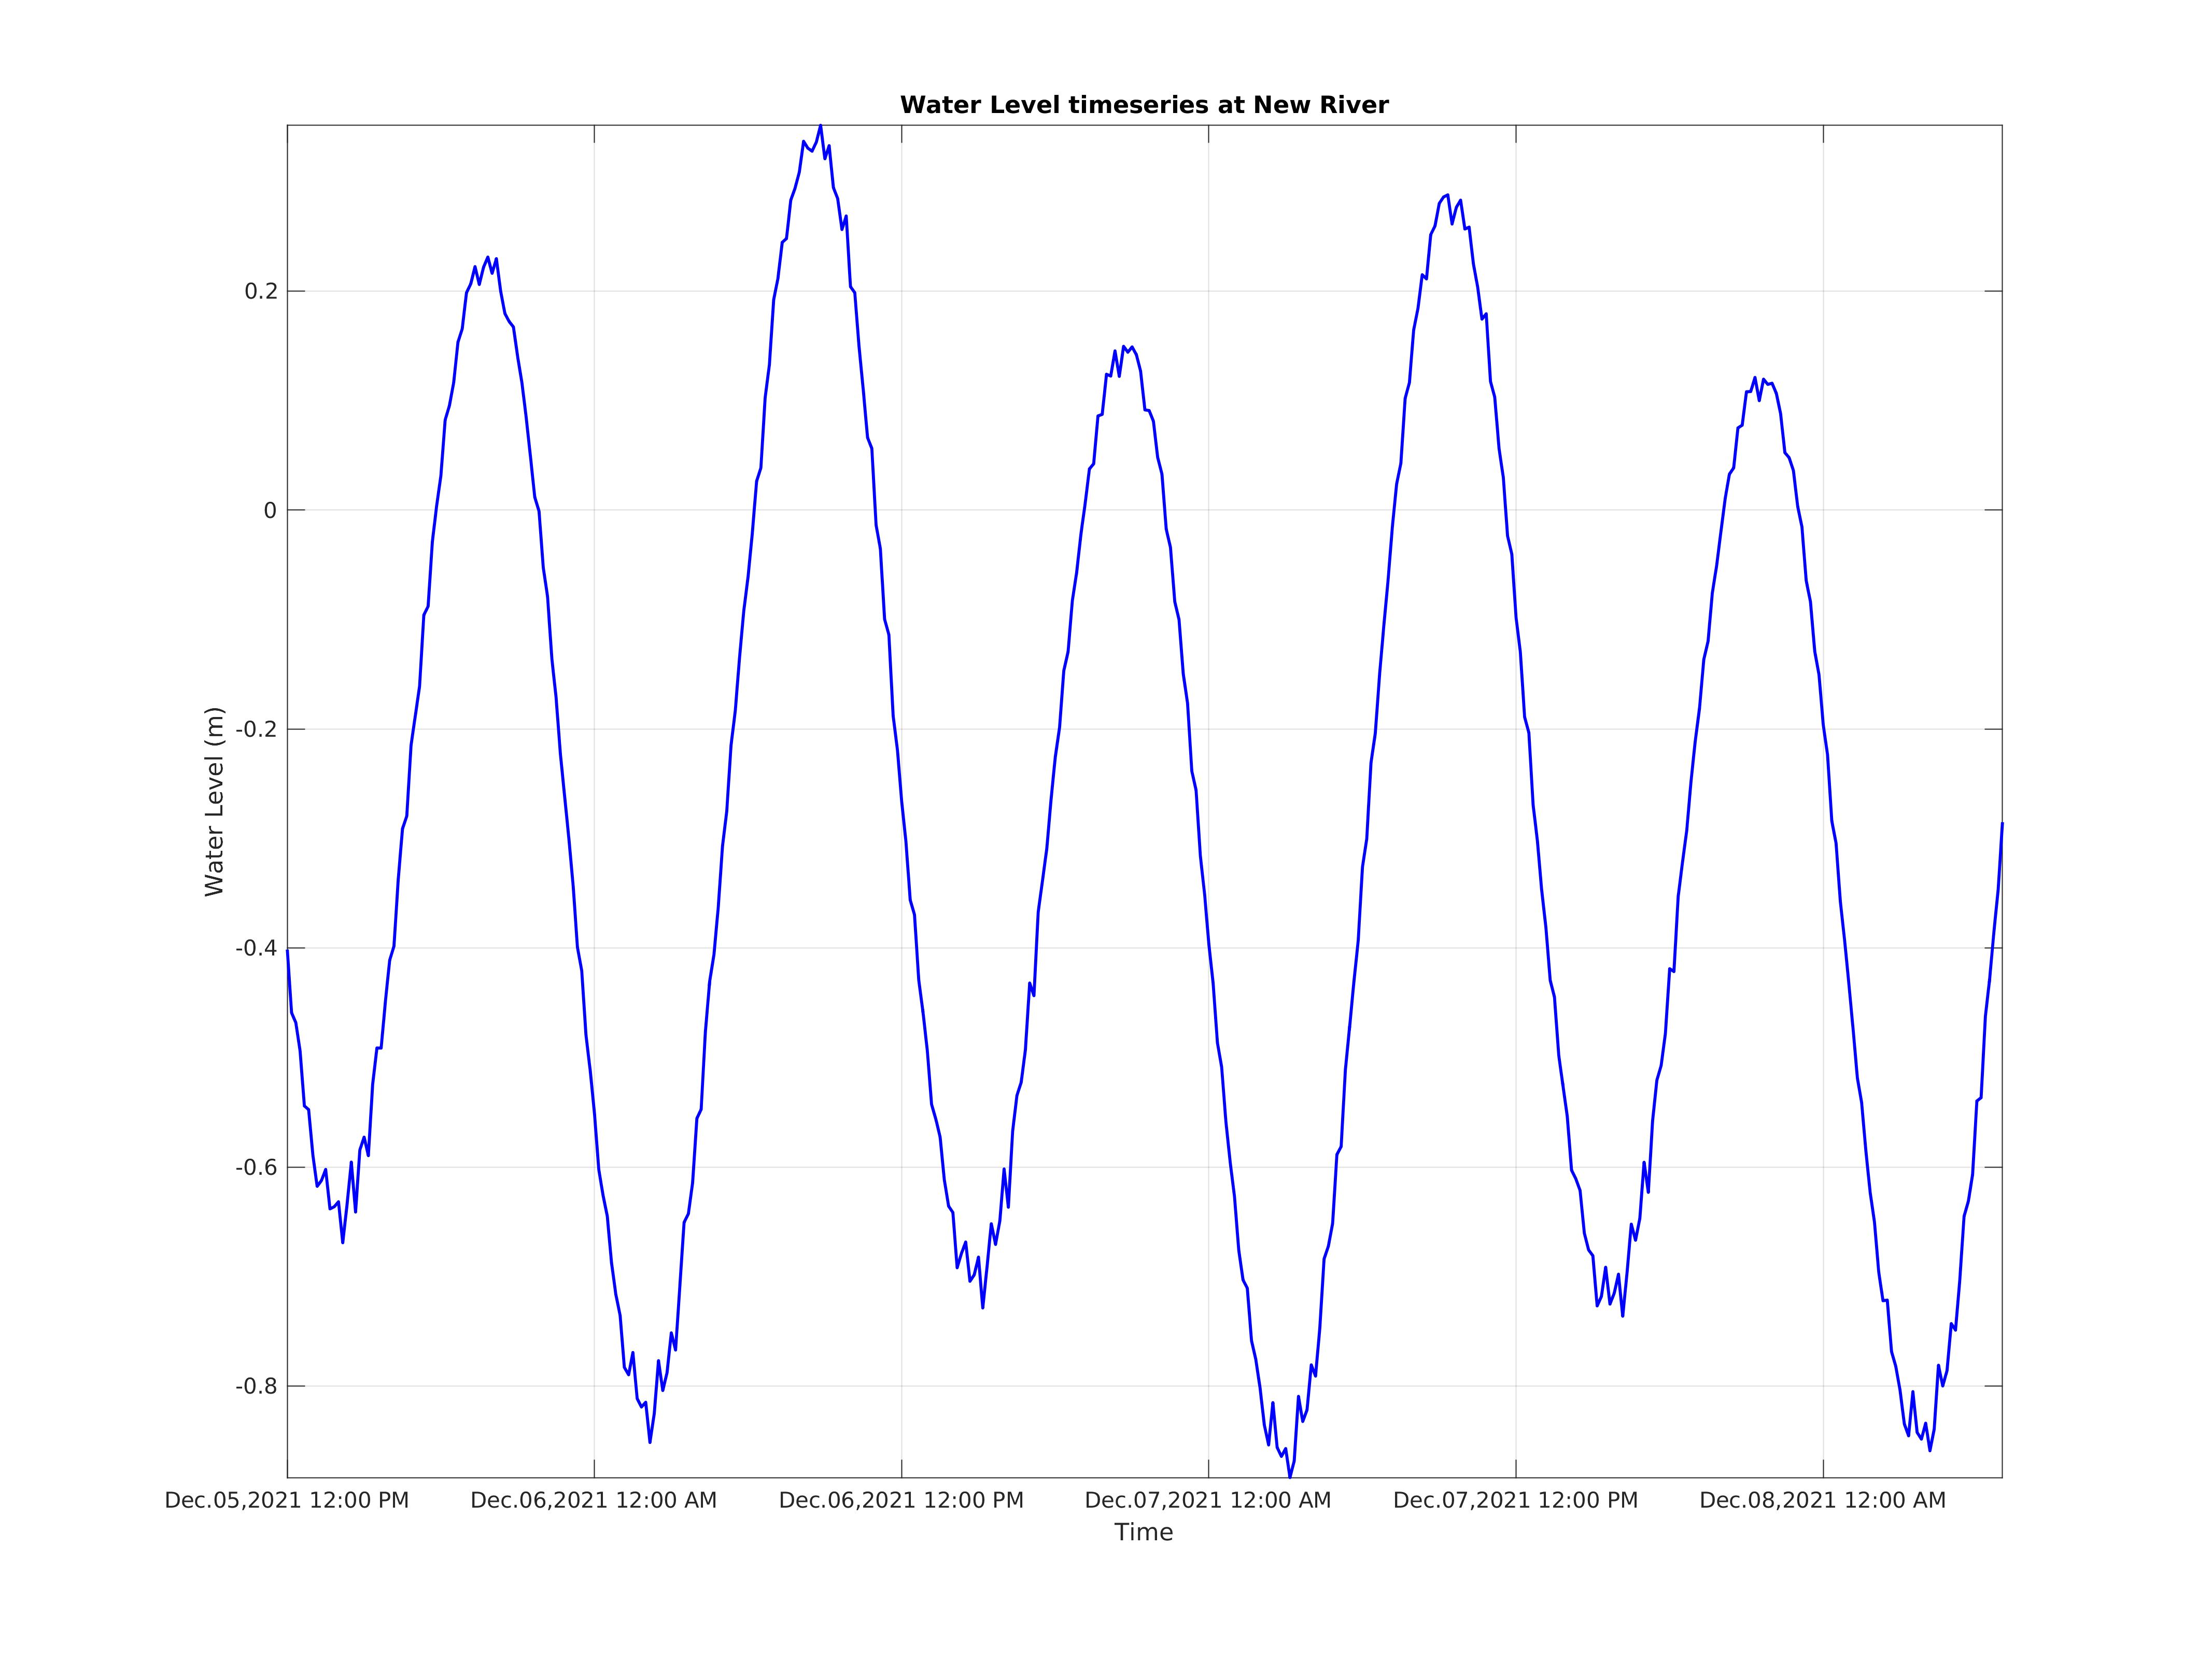 Water Level timeseries at New River
0.2
0
-0.2
-0.4
-0.6
-0.8
Water Level (m)
Dec.05,2021 12:00 PM Dec.06,2021 12:00 AM Dec.06,2021 12:00 PM Dec.07,2021 12:00 AM Dec.07,2021 12:00 PM Dec.08,2021 12:00 AM
Time